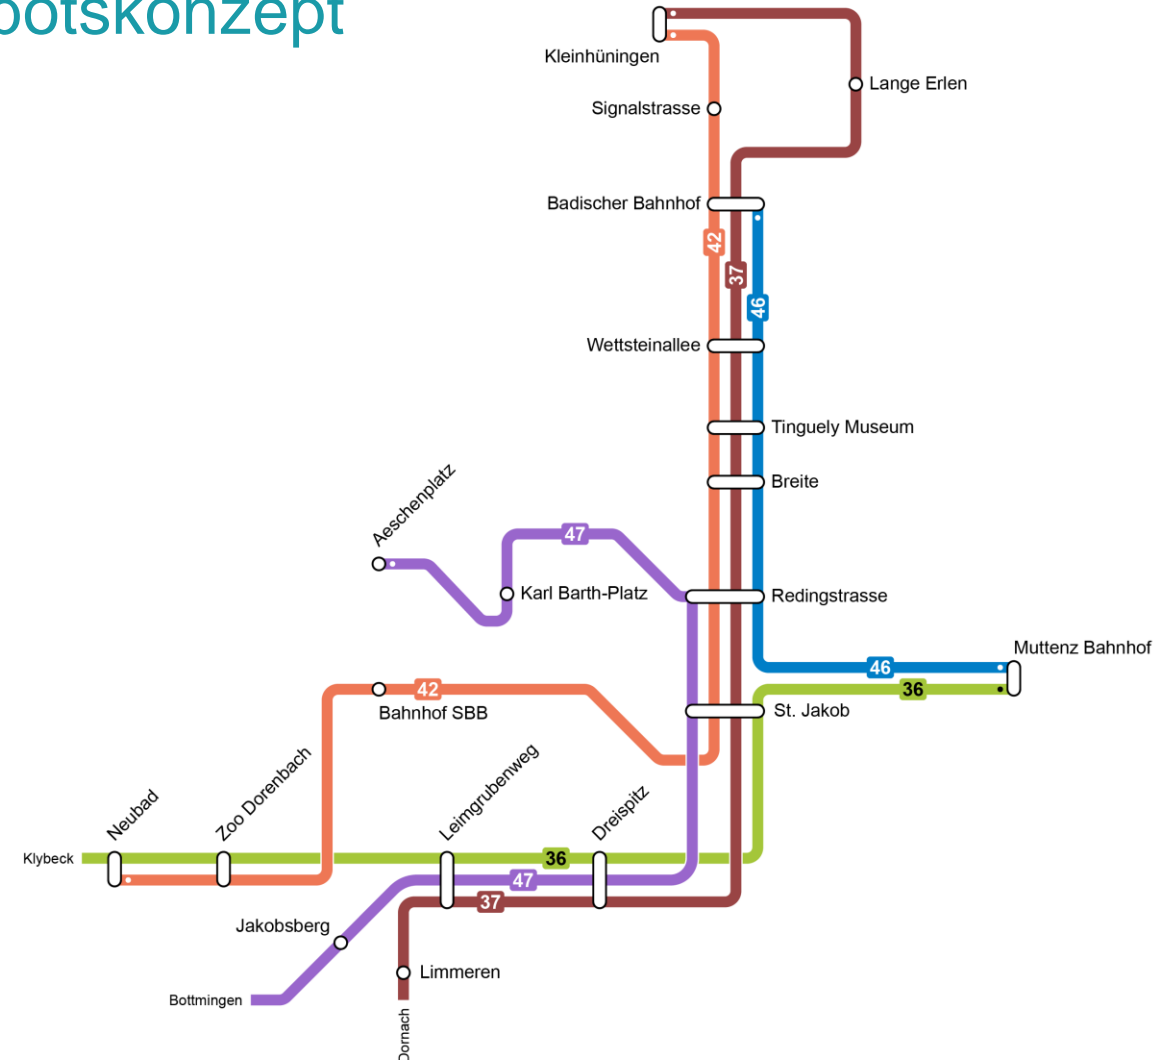 botskonzept
Kleinhüningen
Lange Erlen
Signalstrasse
Badischer Bahnhof
42
37
46
Wettsteinallee
Tinguely Museum
Breite
Aeschenplatz
47
Karl Barth-Platz
Redingstrasse
Muttenz Bahnhof
46
42
36
Bahnhof SBB
St. Jakob
Neubad
Zoo Dorenbach
Leimgrubenweg
Dreispitz
Klybeck
36
47
37
Jakobsberg
Limmeren
Bottmingen
Dornach